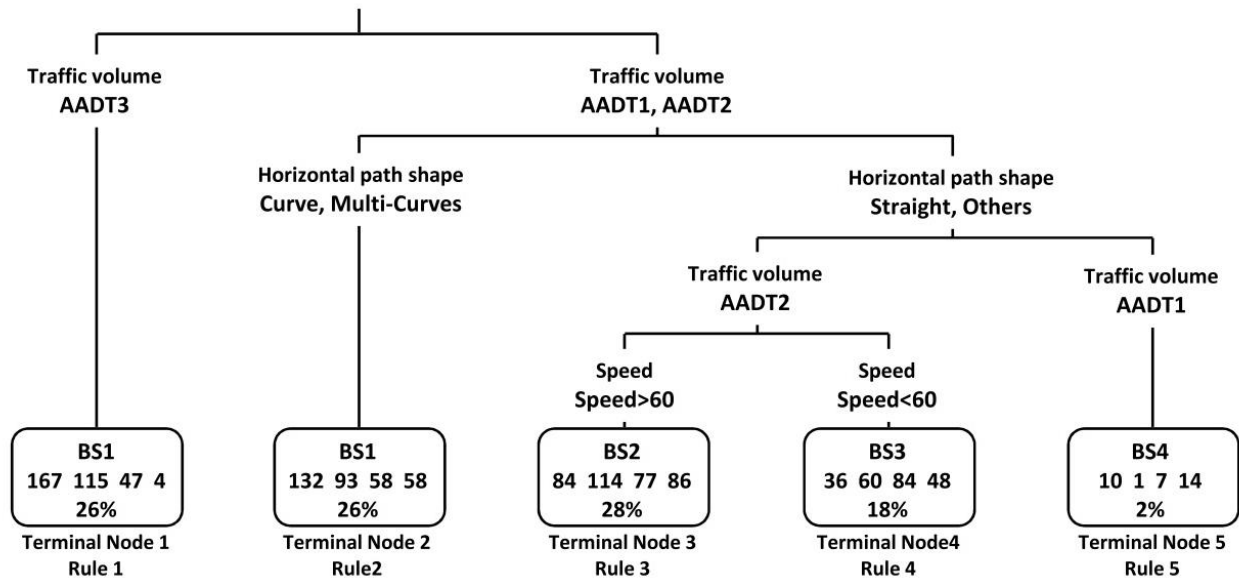 Traffic volume
AADT3
Traffic volume
AADT1, AADT2
Horizontal path shape
Curve, Multi-Curves
Horizontal path shape
Straight, Others
Traffic volume
AADT2
Traffic volume
AADT1
Speed
Speed>60
Speed
Speed<60
BS1
167 115 47 4
26%
Terminal Node 1
Rule 1
BS1
132 93 58 58
26%
Terminal Node 2
Rule2
BS2
84 114 77 86
28%
Terminal Node 3
Rule 3
BS3
36 60 84 48
18%
Terminal Node4
Rule 4
BS4
10 1 7 14
2%
Terminal Node 5
Rule 5